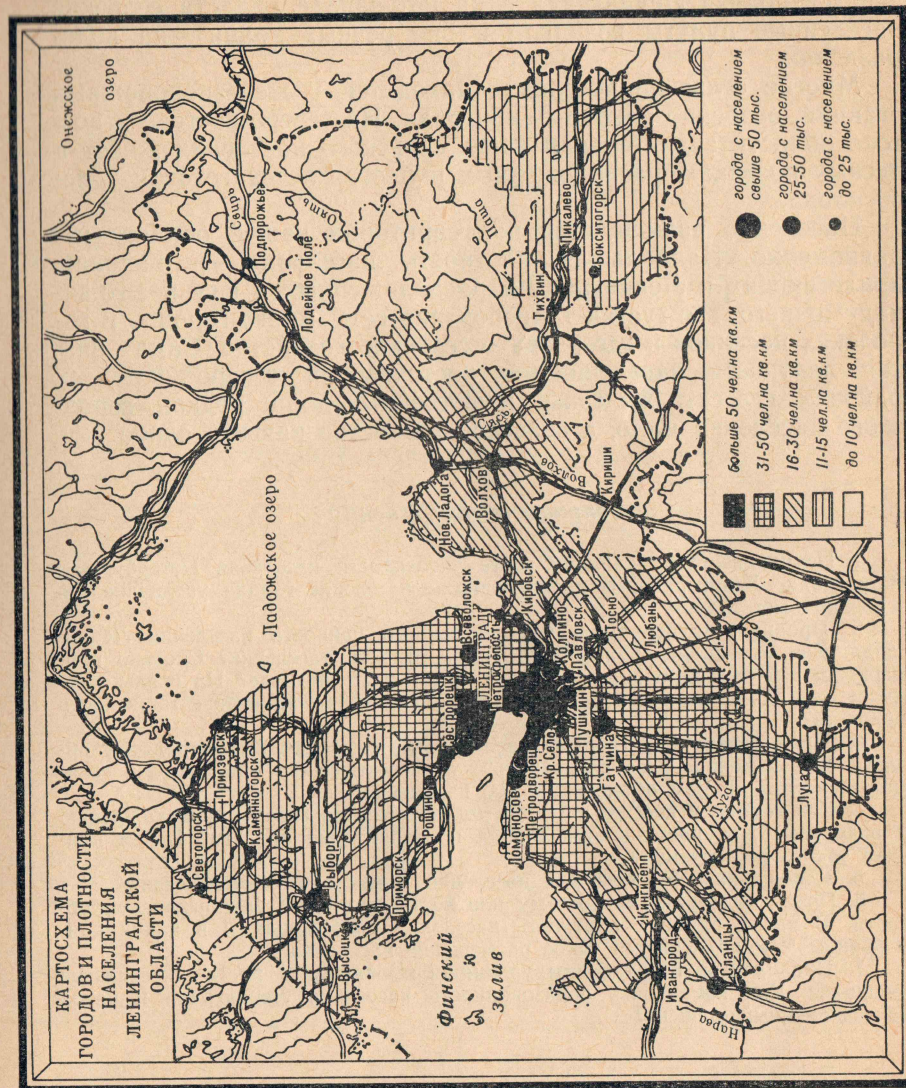 КАРТОСХЕМА
ГОРОДОВ И ПЛОТНОСТИ
НАСЕЛЕНИЯ
ЛЕНИНГРАДСКОЙ
ОБЛАСТИ
Онежское
озеро
Свирь
Подпорожье
Оять
Лодейное Поле
Паша
Ладожское озеро
Светогорск
Приозерск
Каменногорск
Выборг
Высоцк
Приморск
Рощино
Сестрорецк
Всеволожск
ЛЕНИНГРАД
Петрокрепость
Кировск
Нов.Ладога
Волхов
Сясь
Волхов
Кириши
Тихвин
Пикалево
Бокситогорск
Финский
залив
Ломоносов
Петродворец
Кр. Село
Пушкин
Павловск
Колпино
Тосно
Любань
Гатчина
Луга
Луга
Кингисепп
Ивангород
Сланцы
Нарва
больше 50 чел.на кв.км
31-50 чел.на кв.км
16-30 чел.на кв.км
11-15 чел.на кв.км
до 10 чел.на кв.км
города с населением
свыше 50 тыс.
города с населением
25-50 тыс.
города с населением
до 25 тыс.